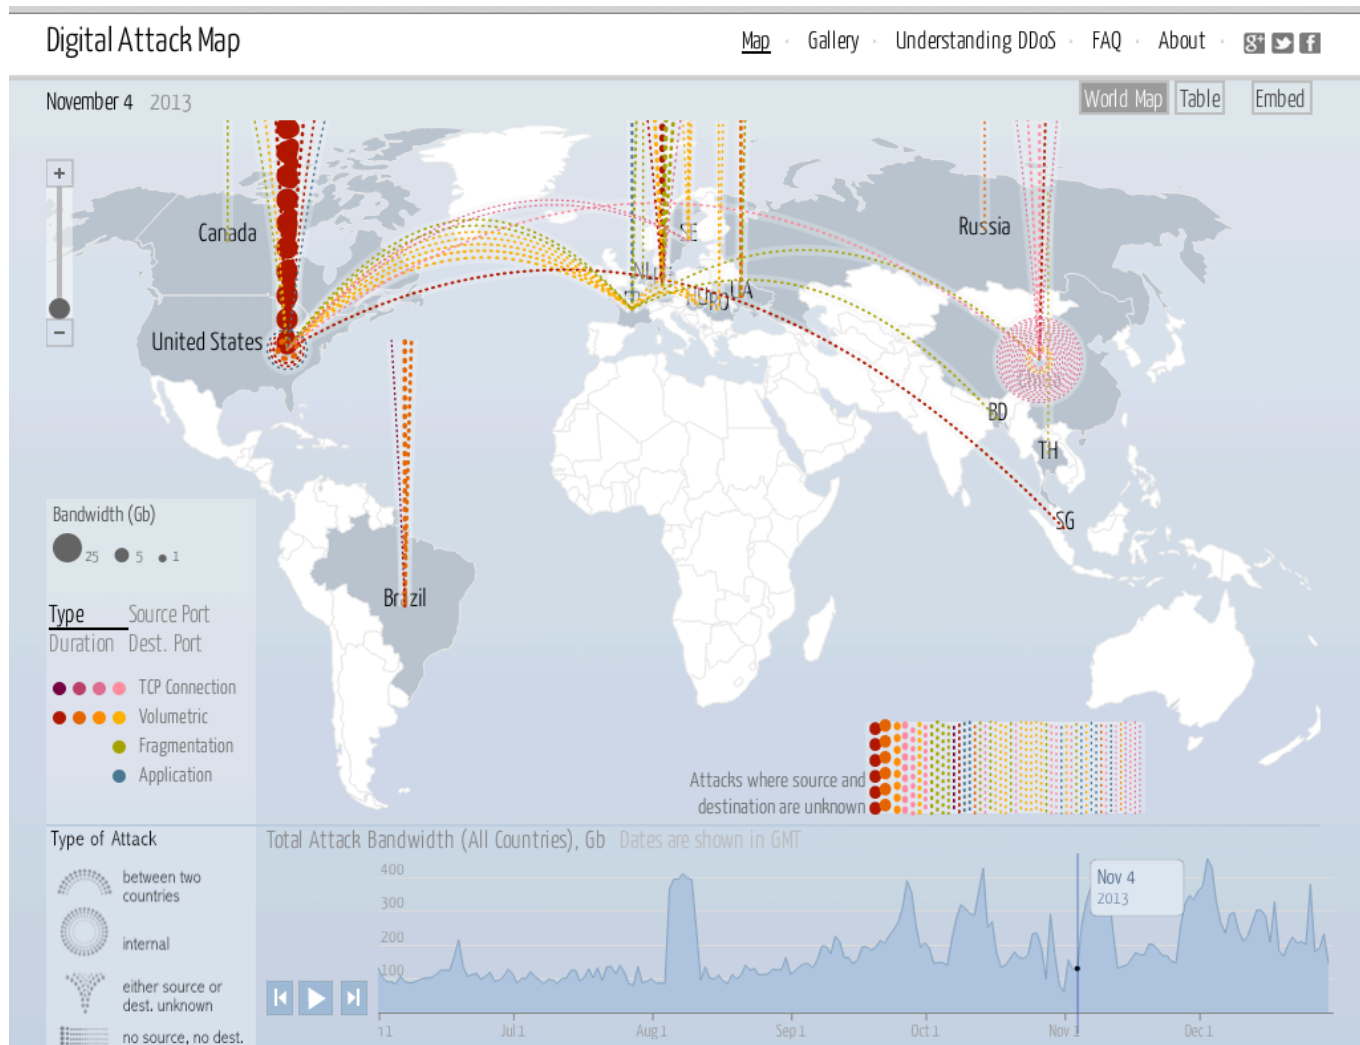 Digital Attack Map
Map · Gallery · Understanding DDoS · FAQ · About
November 4 2013
World Map Table Embed
+
−
Canada
SE
Russia
UA
RO
United States
BD
TH
SG
Brazil
Bandwidth (Gb)
25 5 1
Type Source Port
Duration Dest. Port
TCP Connection
Volumetric
Fragmentation
Application
Attacks where source and
destination are unknown
Type of Attack
between two
countries
internal
either source or
dest. unknown
no source, no dest.
Total Attack Bandwidth (All Countries), Gb Dates are shown in GMT
400
300
200
100
Nov 4
2013
Jul 1 Aug 1 Sep 1 Oct 1 Nov 1 Dec 1